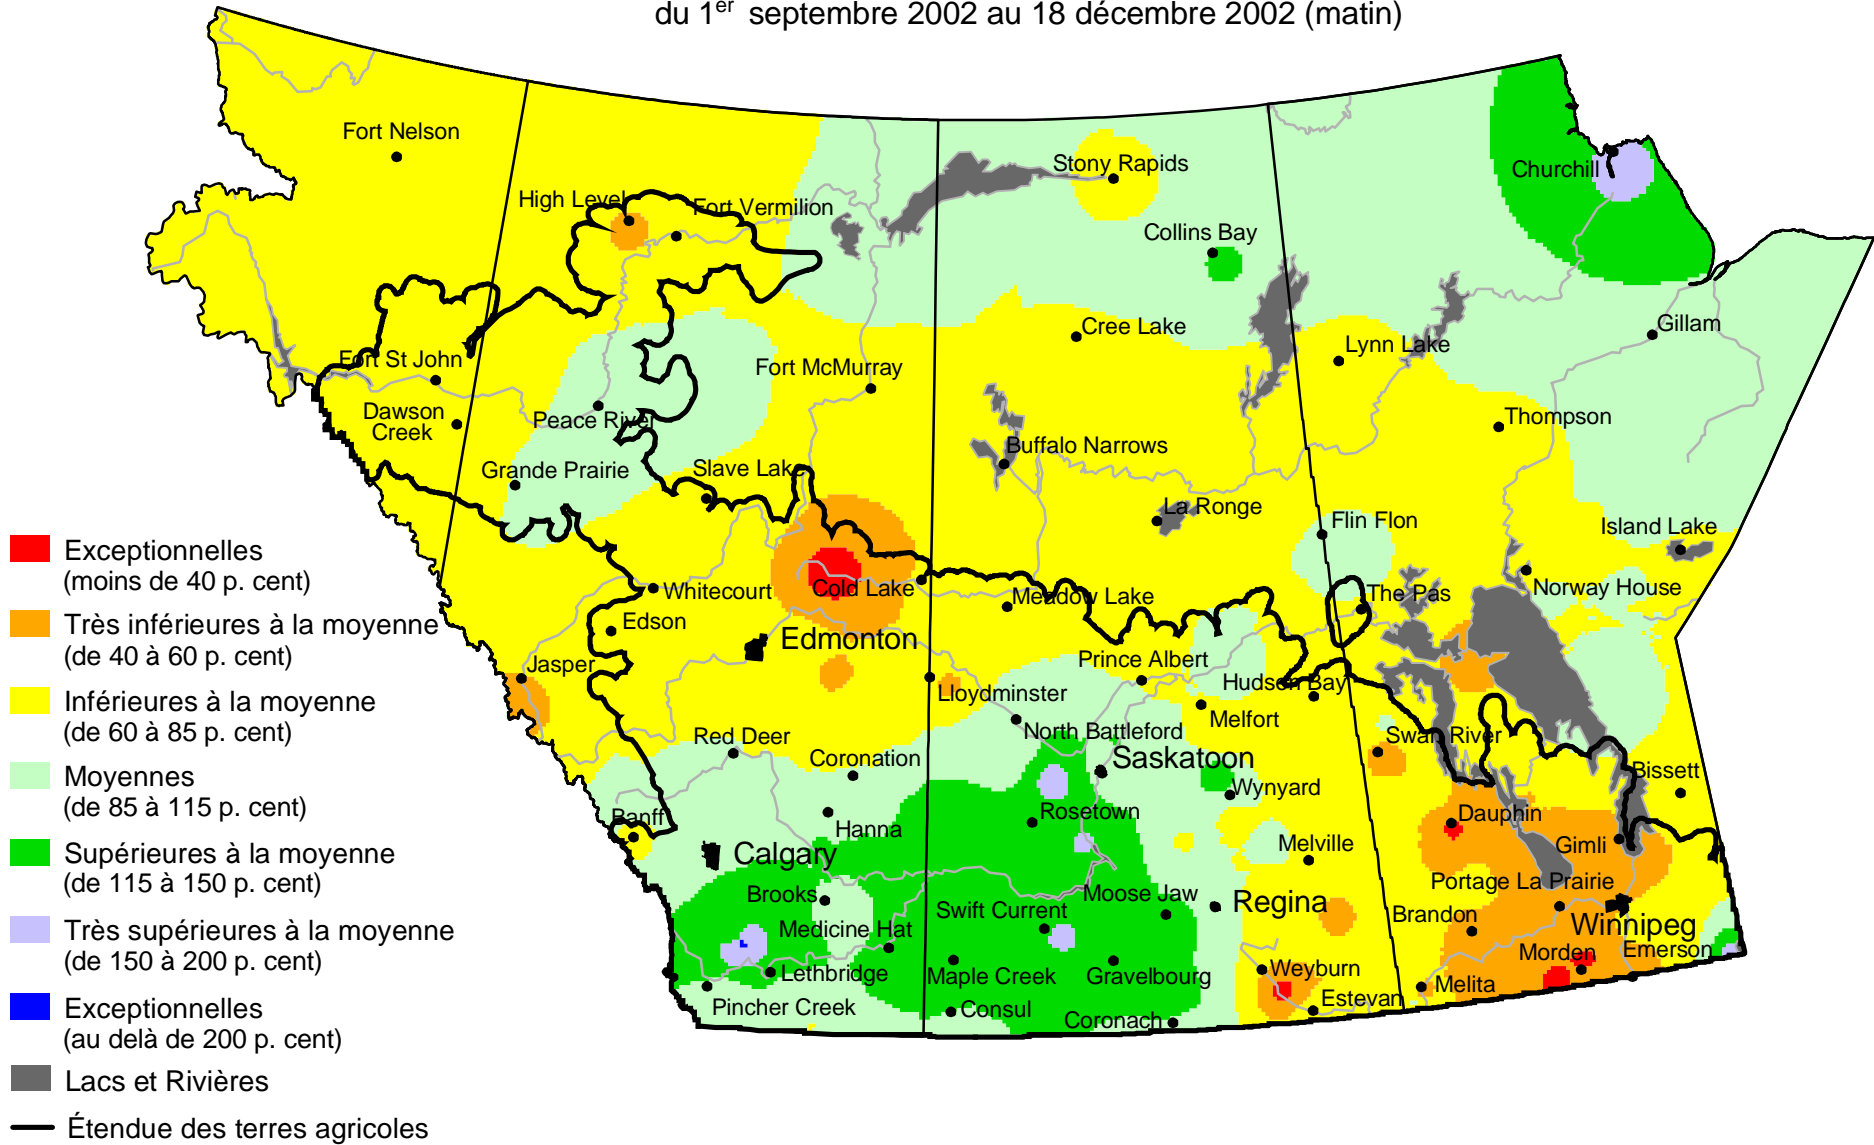 du 1er septembre 2002 au 18 décembre 2002 (matin)
Fort Nelson
High Level
Fort Vermilion
Stony Rapids
Collins Bay
Churchill
Gillam
Cree Lake
Lynn Lake
Fort St John
Fort McMurray
Dawson
Creek
Peace River
Thompson
Buffalo Narrows
Grande Prairie
Slave Lake
La Ronge
Flin Flon
Island Lake
Cold Lake
Whitecourt
Meadow Lake
The Pas
Norway House
Edson
Edmonton
Jasper
Prince Albert
Hudson Bay
Lloydminster
Melfort
North Battleford
Red Deer
Coronation
Saskatoon
Swan River
Bissett
Wynyard
Banff
Hanna
Rosetown
Dauphin
Calgary
Melville
Gimli
Brooks
Moose Jaw
Regina
Portage La Prairie
Swift Current
Brandon
Winnipeg
Medicine Hat
Emerson
Lethbridge
Maple Creek
Gravelbourg
Weyburn
Morden
Melita
Pincher Creek
Consul
Coronach
Estevan
Exceptionnelles
(moins de 40 p. cent)
Très inférieures à la moyenne
(de 40 à 60 p. cent)
Inférieures à la moyenne
(de 60 à 85 p. cent)
Moyennes
(de 85 à 115 p. cent)
Supérieures à la moyenne
(de 115 à 150 p. cent)
Très supérieures à la moyenne
(de 150 à 200 p. cent)
Exceptionnelles
(au delà de 200 p. cent)
Lacs et Rivières
Étendue des terres agricoles